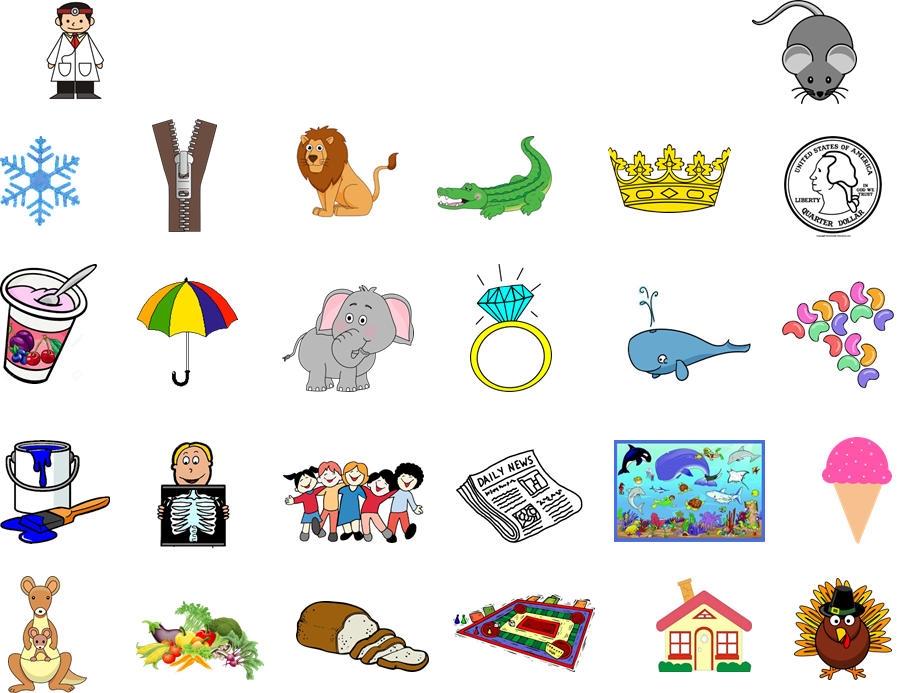 UNITED STATES OF AMERICA
LIBERTY
IN
GOD WE
TRUST
QUARTER DOLLAR
DAILY NEWS